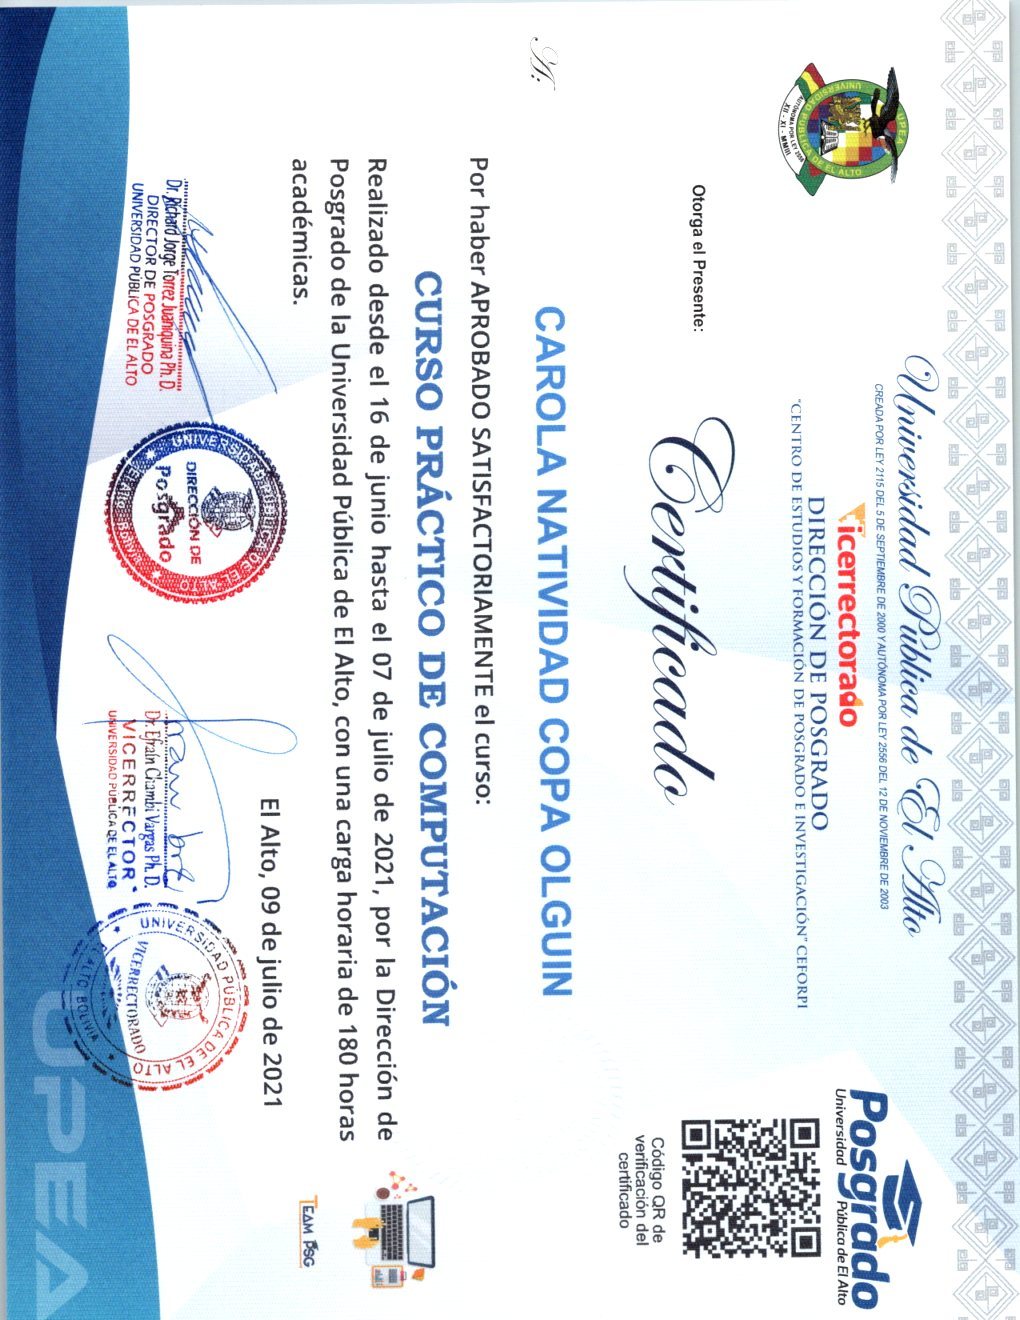 Universidad Pública de El Alto
CREADA POR LEY 2115 DEL 5 DE SEPTIEMBRE DE 2000 Y AUTÓNOMA POR LEY 2556 DEL 12 DE NOVIEMBRE DE 2003
Vicerrectorado
DIRECCIÓN DE POSGRADO
"CENTRO DE ESTUDIOS Y FORMACIÓN DE POSGRADO E INVESTIGACIÓN" CEFORPI
UPEA
UNIVERSIDAD PÚBLICA DE EL ALTO
AUTÓNOMA POR LEY 2556
XII - XI - MMIII
Posgrado
Universidad Pública de El Alto
Otorga el Presente:
Certificado
Código QR de
verificación del
certificado
A:
CAROLA NATIVIDAD COPA OLGUIN
Por haber APROBADO SATISFACTORIAMENTE el curso:
CURSO PRÁCTICO DE COMPUTACIÓN
Realizado desde el 16 de junio hasta el 07 de julio de 2021, por la Dirección de
Posgrado de la Universidad Pública de El Alto, con una carga horaria de 180 horas
académicas.
El Alto, 09 de julio de 2021
TEAM PSG
Dr. Richard Jorge Torrez Juaniquina Ph. D.
DIRECTOR DE POSGRADO
UNIVERSIDAD PÚBLICA DE EL ALTO
DIRECCIÓN DE
Posgrado
Dr. Efraín Chambi Vargas Ph. D.
VICERRECTOR
UNIVERSIDAD PÚBLICA DE EL ALTO
UNIVERSIDAD PÚBLICA DE EL ALTO
VICERRECTORADO
EL ALTO BOLIVIA
UPEA